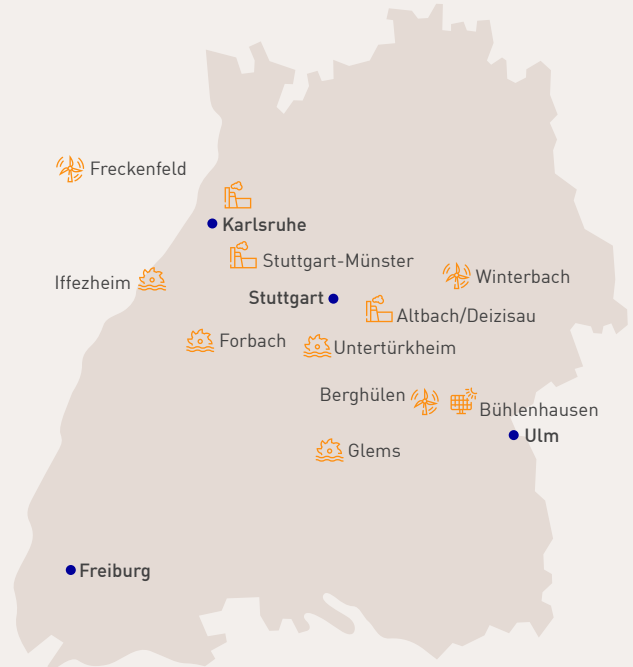 Freckenfeld
Karlsruhe
Stuttgart-Münster
Iffezheim
Winterbach
Stuttgart
Altbach/Deizisau
Forbach
Untertürkheim
Berghülen
Bühlenhausen
Ulm
Glems
Freiburg